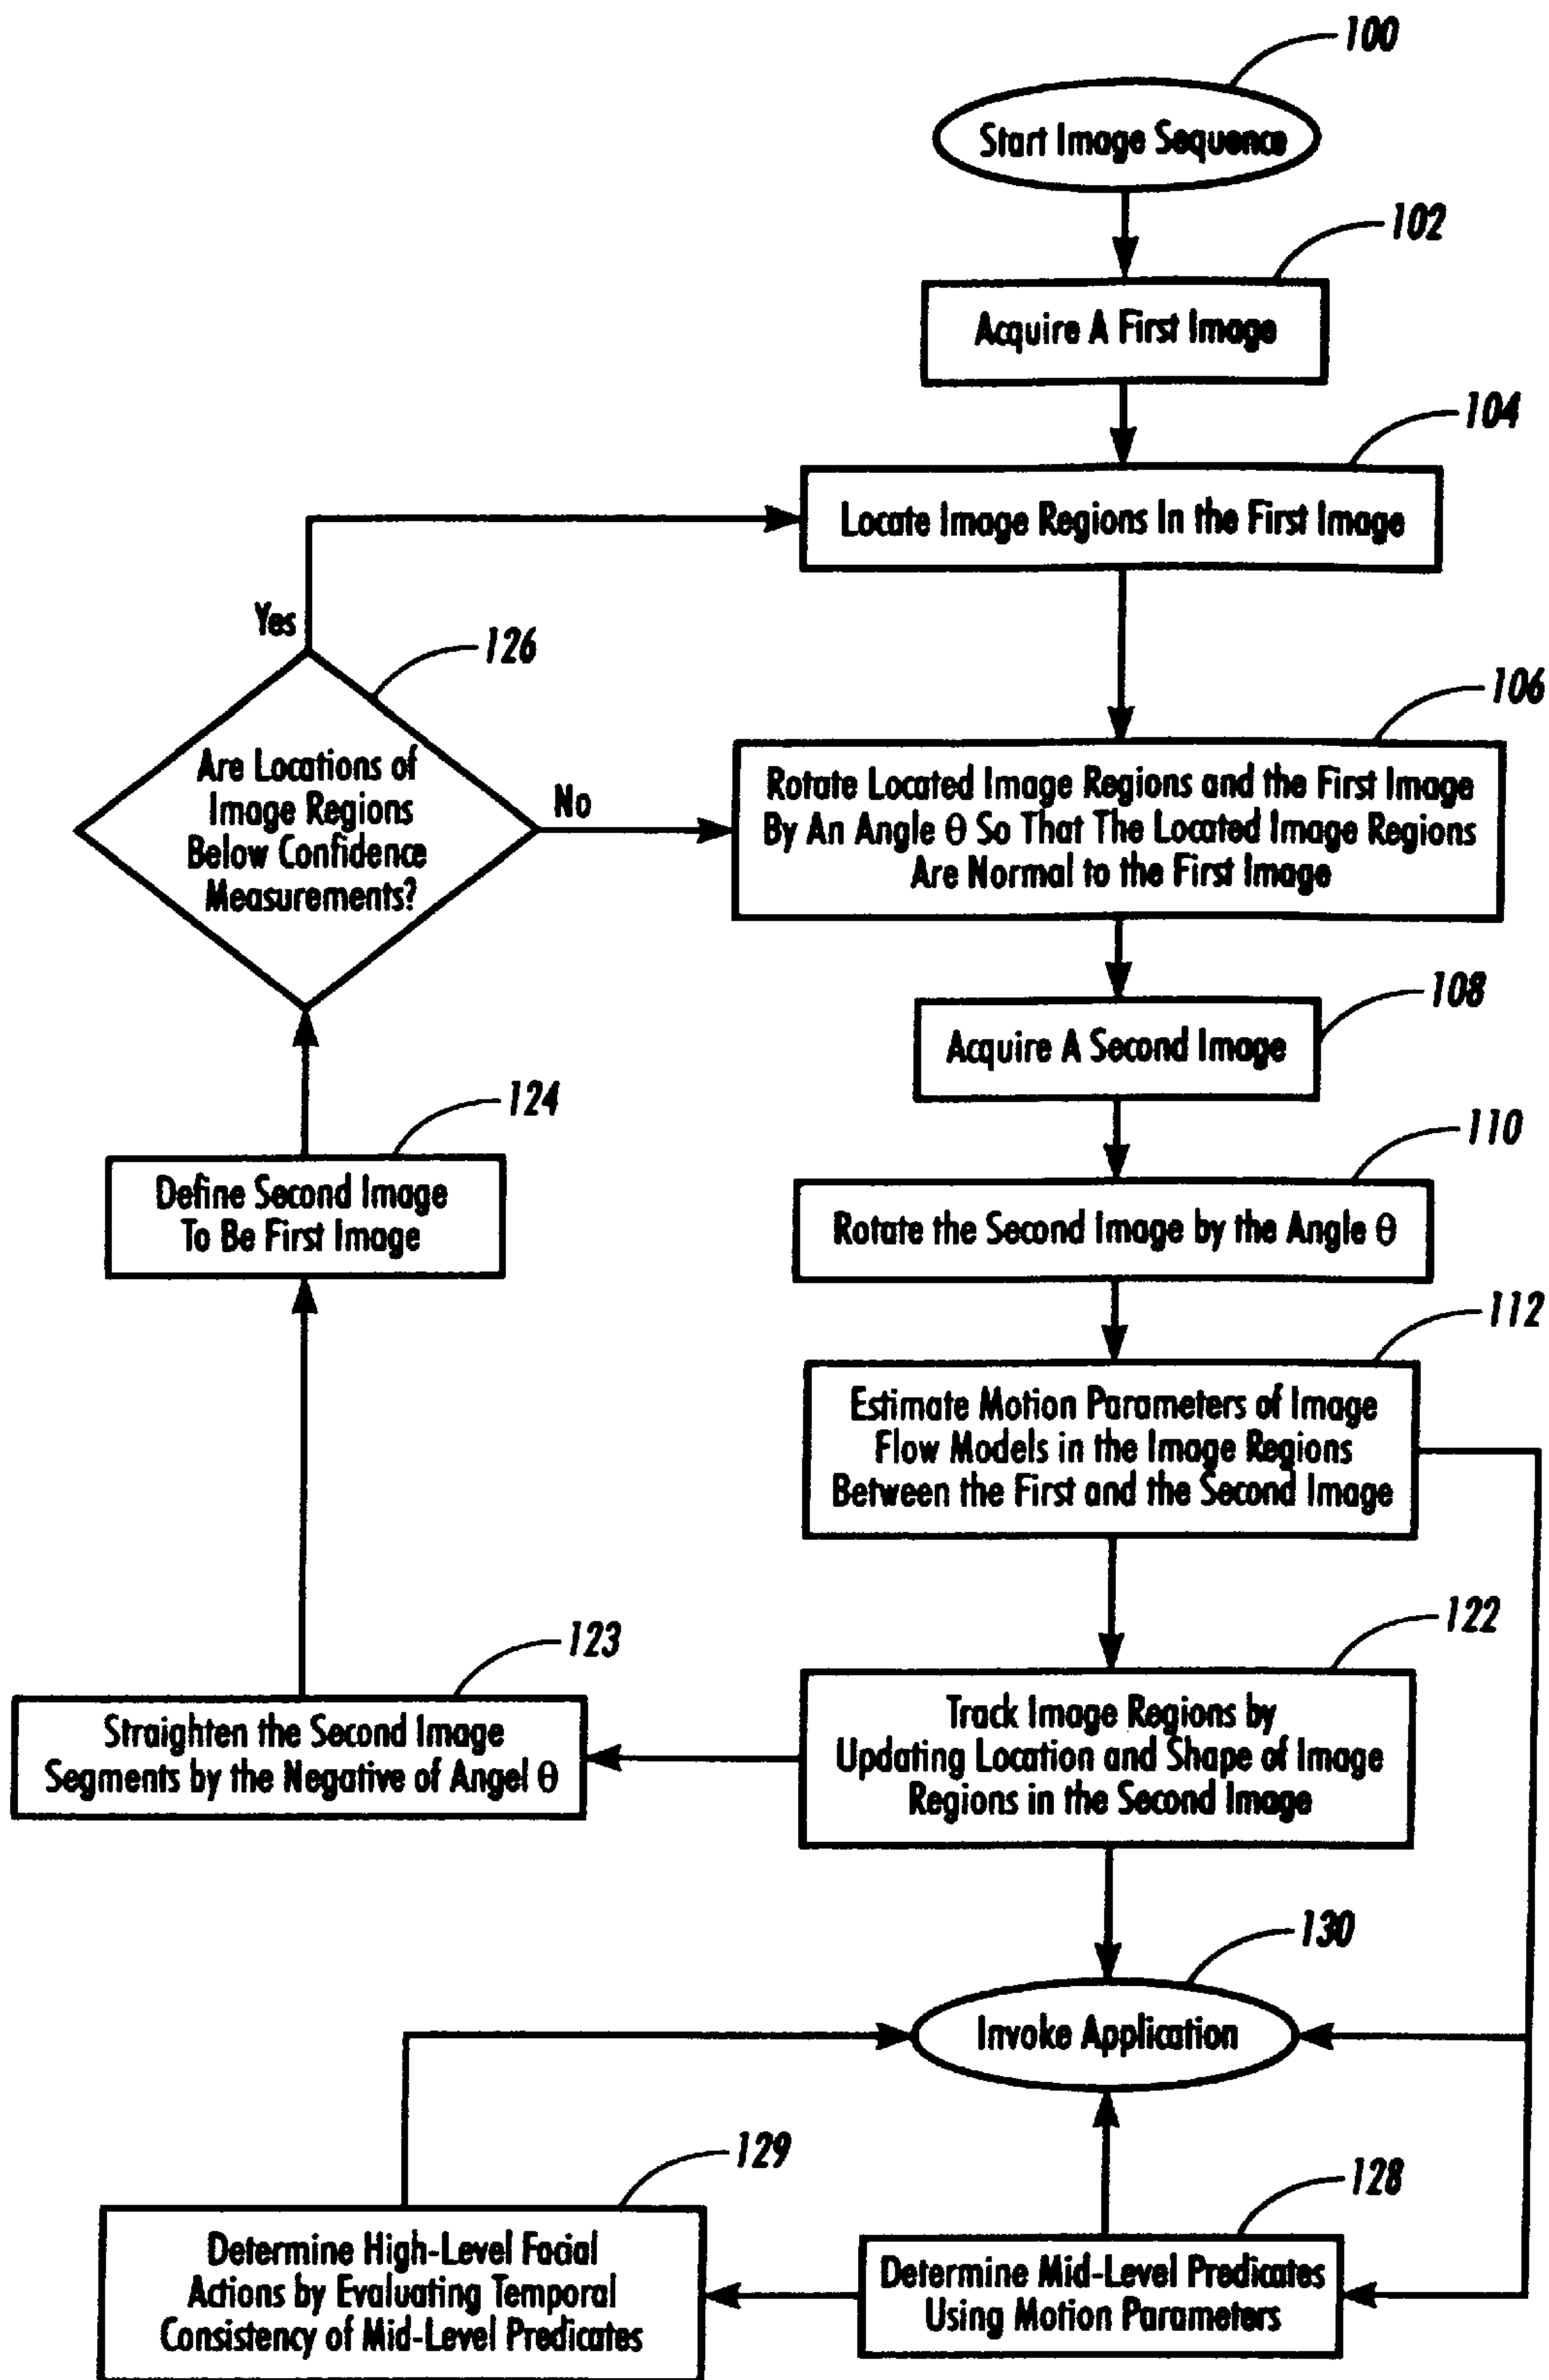 100
Start Image Sequence
102
Acquire A First Image
104
Locate Image Regions In the First Image
Yes
126
Are Locations of
Image Regions
Below Confidence
Measurements?
No
106
Rotate Located Image Regions and the First Image
By An Angle θ So That The Located Image Regions
Are Normal to the First Image
108
Acquire A Second Image
124
Define Second Image
To Be First Image
110
Rotate the Second Image by the Angle θ
112
Estimate Motion Parameters of Image
Flow Models in the Image Regions
Between the First and the Second Image
122
Track Image Regions by
Updating Location and Shape of Image
Regions in the Second Image
123
Straighten the Second Image
Segments by the Negative of Angel θ
130
Invoke Application
129
Determine High-Level Facial
Actions by Evaluating Temporal
Consistency of Mid-Level Predicates
128
Determine Mid-Level Predicates
Using Motion Parameters